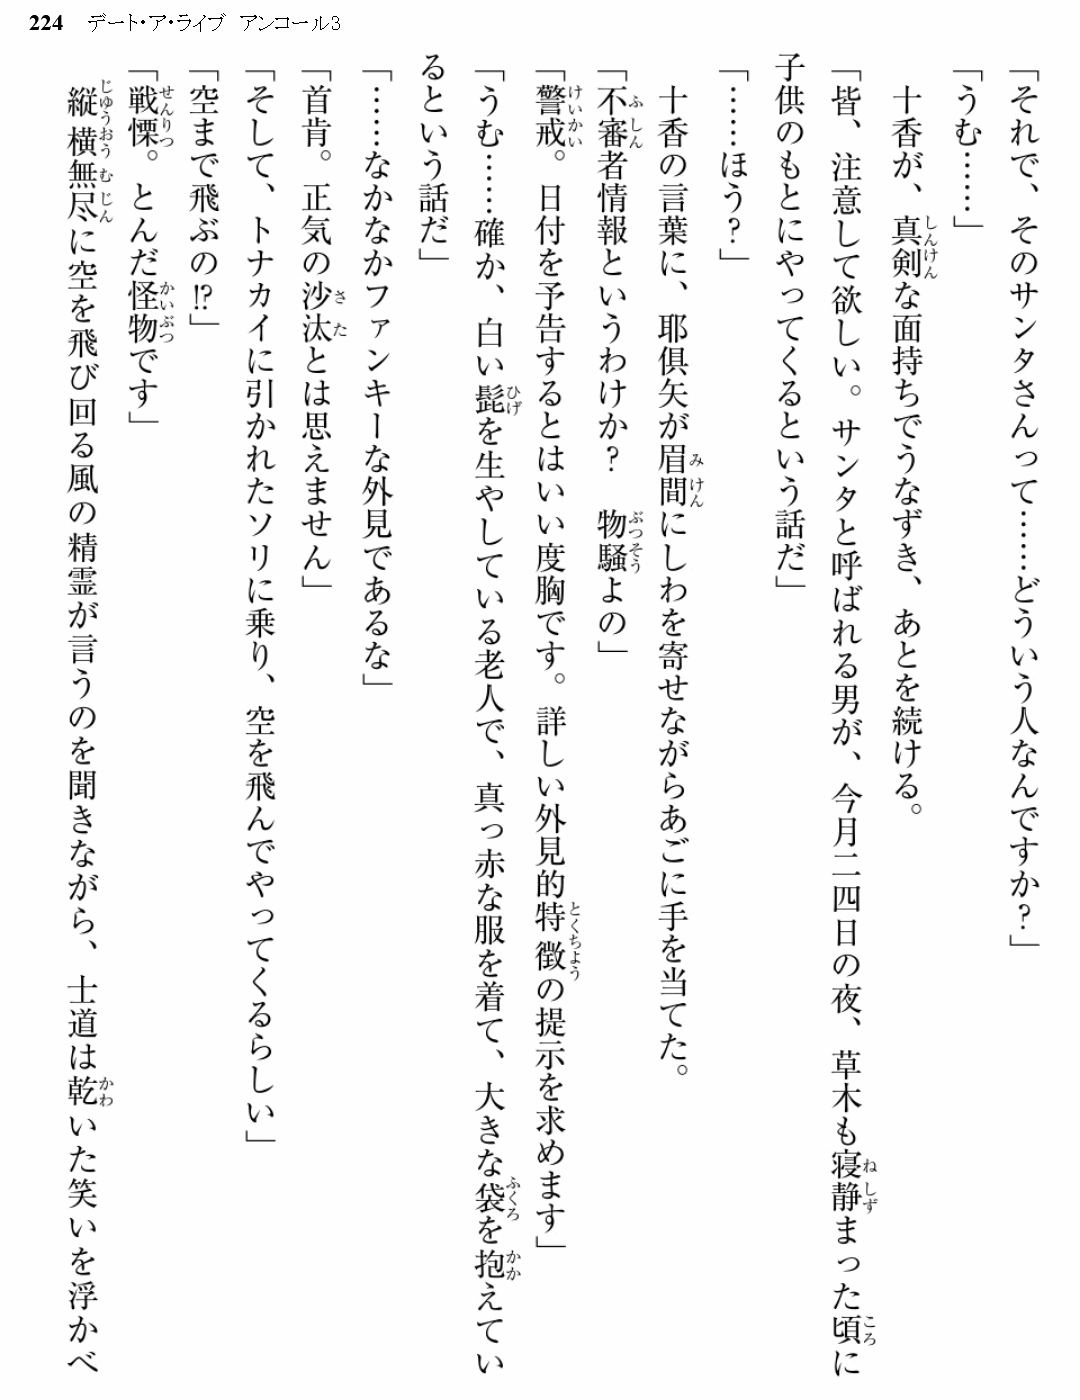 224 デート・ア・ライブ アンコール3
「それで、そのサンタさんって……どういう人なんですか?」
「うむ……」
十香が、真剣な面持ちでうなずき、あとを続ける。
「皆、注意して欲しい。サンタと呼ばれる男が、今月二四日の夜、草木も寝静まった頃に
子供のもとにやってくるという話だ」
「……ほう?」
十香の言葉に、耶倶矢が眉間にしわを寄せながらあごに手を当てた。
「不審者情報というわけか? 物騒よの」
「警戒。日付を予告するとはいい度胸です。詳しい外見的特徴の提示を求めます」
「うむ……確か、白い髭を生やしている老人で、真っ赤な服を着て、大きな袋を抱えてい
るという話だ」
「……なかなかファンキーな外見であるな」
「首肯。正気の沙汰とは思えません」
「そして、トナカイに引かれたソリに乗り、空を飛んでやってくるらしい」
「空まで飛ぶの!?」
「戦慄。とんだ怪物です」
縦横無尽に空を飛び回る風の精霊が言うのを聞きながら、士道は乾いた笑いを浮かべ